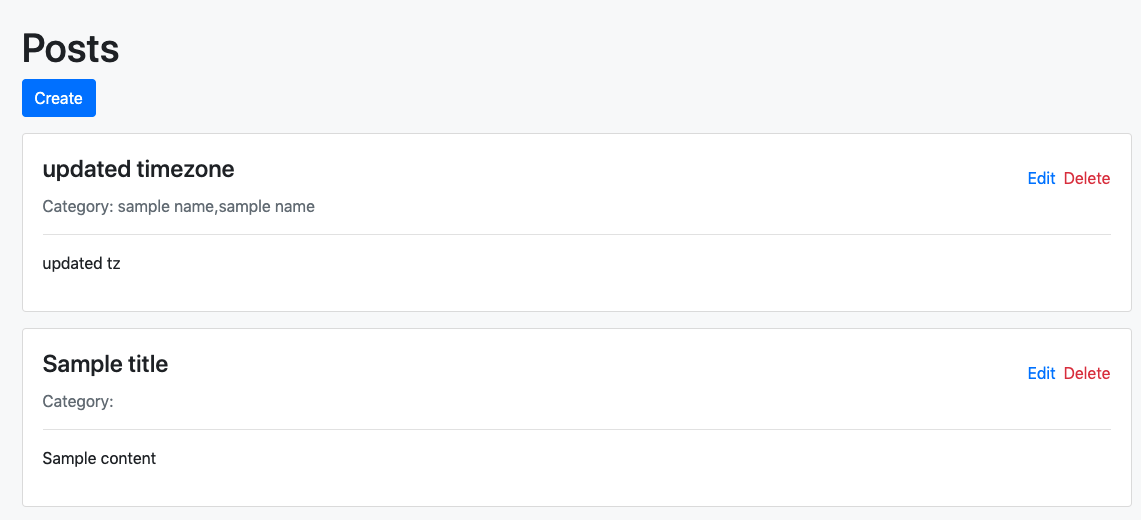 Posts
Create
updated timezone
Edit Delete
Category: sample name,sample name
updated tz
Sample title
Edit Delete
Category:
Sample content